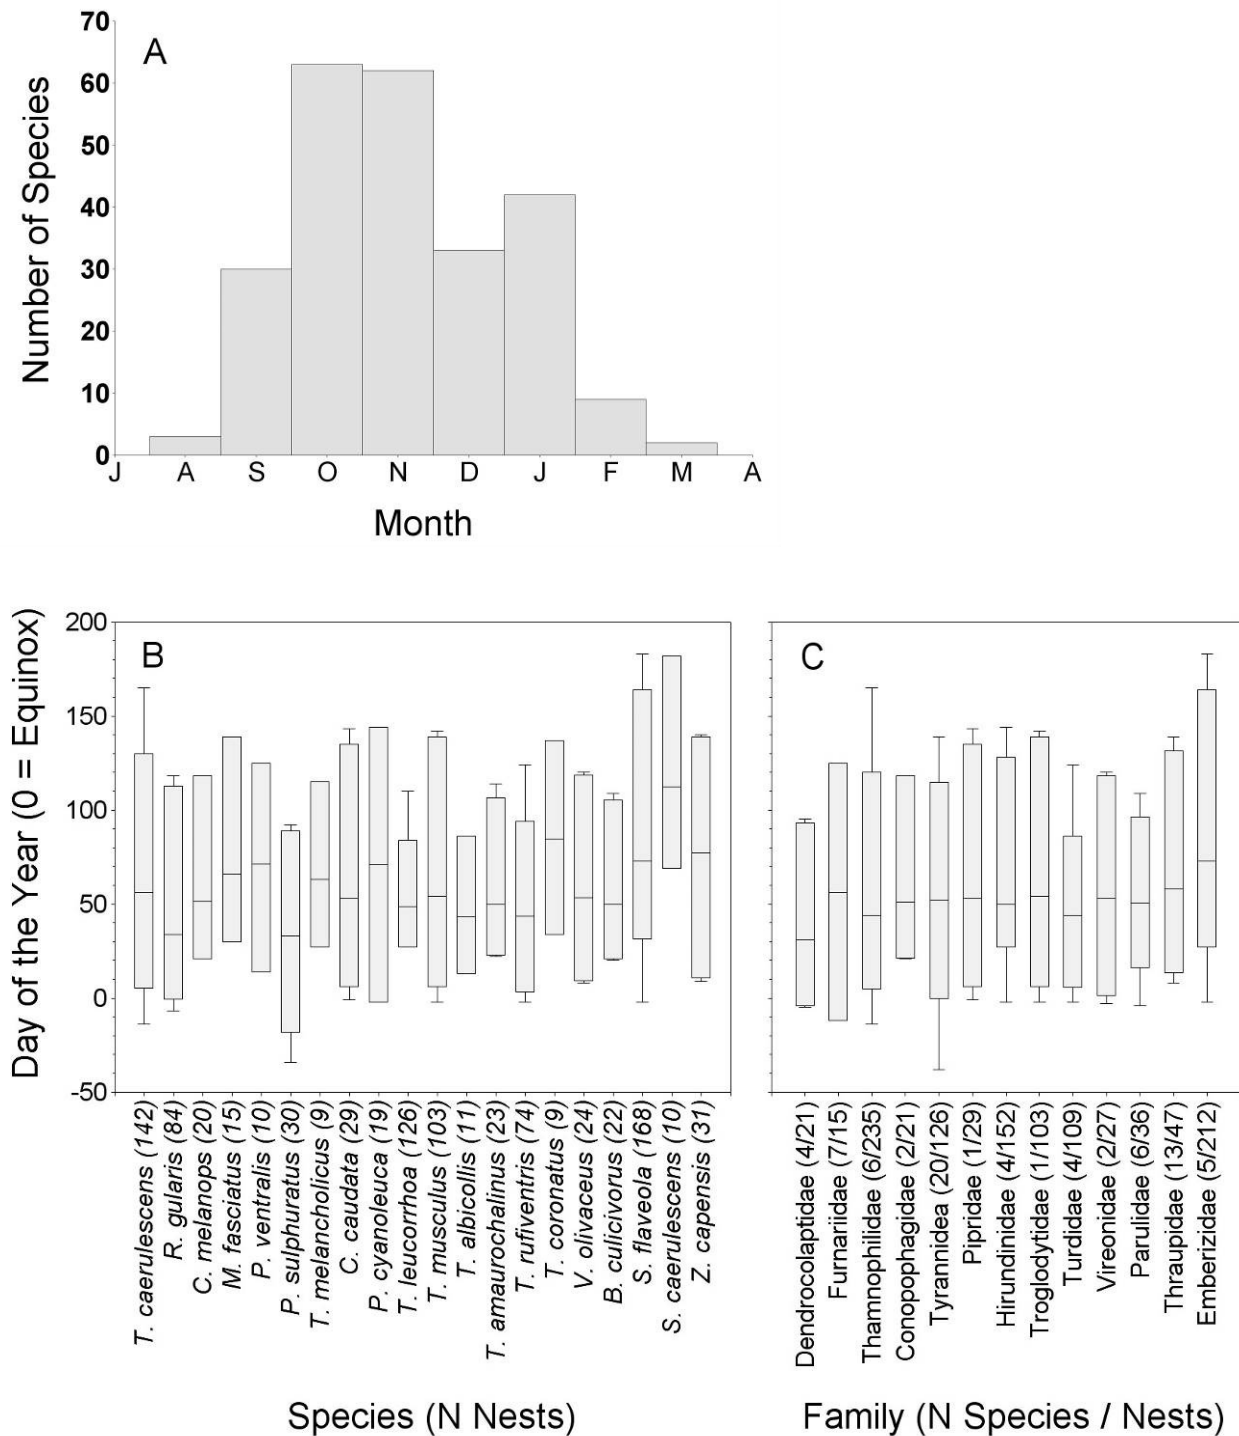 A
Number of Species
70
60
50
40
30
20
10
0
J A S O N D J F M A
Month
B
C
Day of the Year (0 = Equinox)
200
150
100
50
0
-50
T. caerulescens (142)
R. gularis (84)
C. melanops (20)
M. fasciatus (15)
P. ventralis (10)
P. sulphuratus (30)
T. melancholicus (9)
C. caudata (29)
P. cyanoleuca (19)
T. leucorrhoa (126)
T. musculus (103)
T. albicollis (11)
T. amaurochalinus (23)
T. rufiventris (74)
T. coronatus (9)
V. olivaceus (24)
B. culicivorus (22)
S. flaveola (168)
S. caerulescens (10)
Z. capensis (31)
Dendrocolaptidae (4/21)
Furnariidae (7/15)
Thamnophilidae (6/235)
Conopophagidae (2/21)
Tyrannidea (20/126)
Pipridae (1/29)
Hirundinidae (4/152)
Troglodytidae (1/103)
Turdidae (4/109)
Vireonidae (2/27)
Parulidae (6/36)
Thraupidae (13/47)
Emberizidae (5/212)
Species (N Nests)
Family (N Species / Nests)